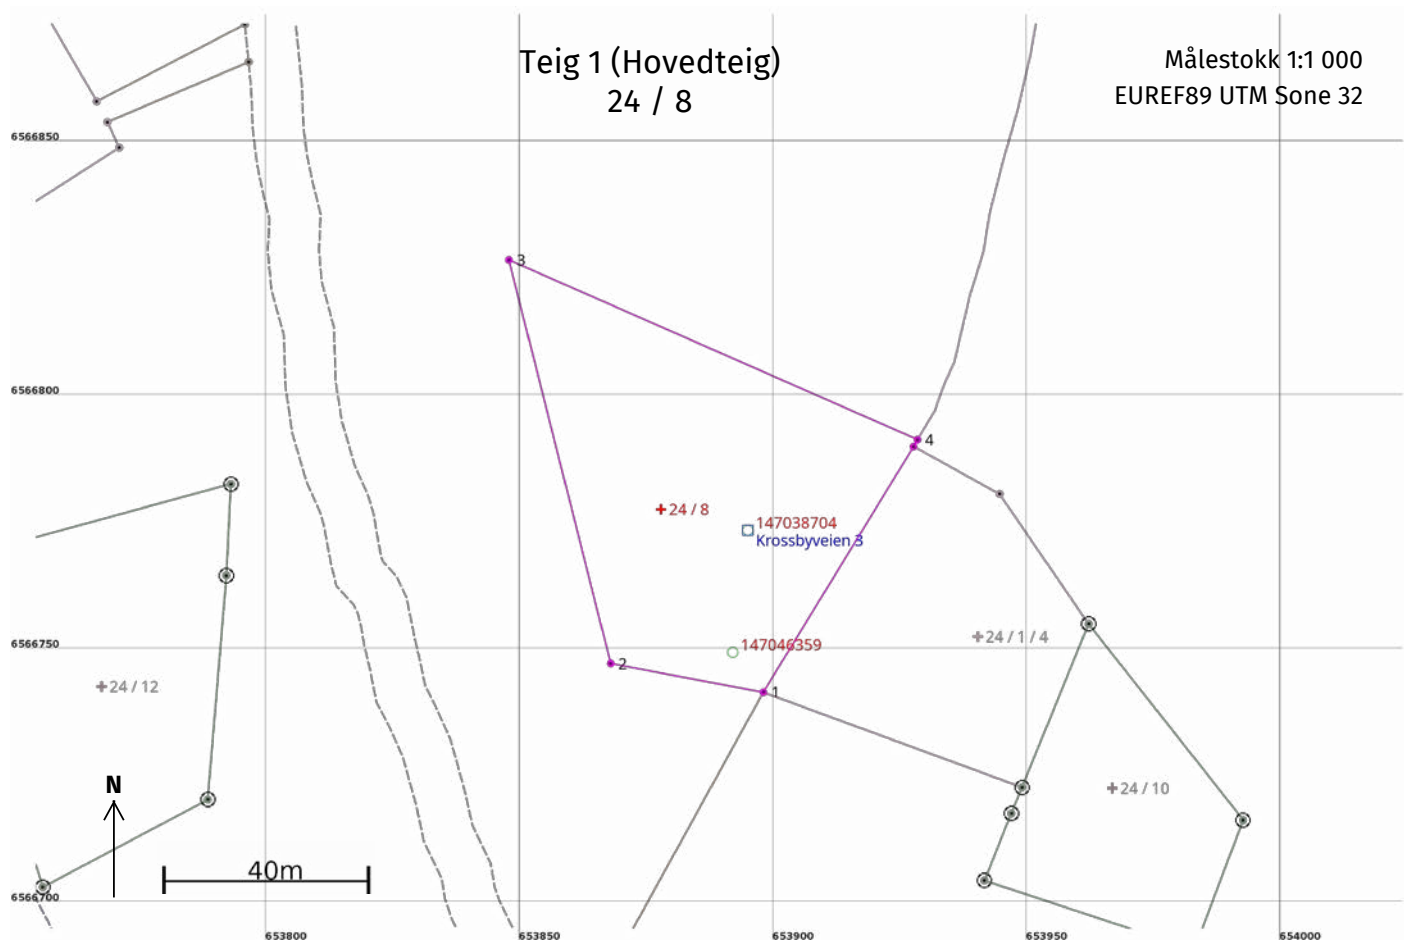 Teig 1 (Hovedteig)
24 / 8
Målestokk 1:1 000
EUREF89 UTM Sone 32
6566850
3
6566800
4
24 / 8
147038704
Krossbyveien 3
24 / 1 / 4
147046359
6566750
2
24 / 12
1
N
24 / 10
40m
6566700
653800
653850
653900
653950
654000